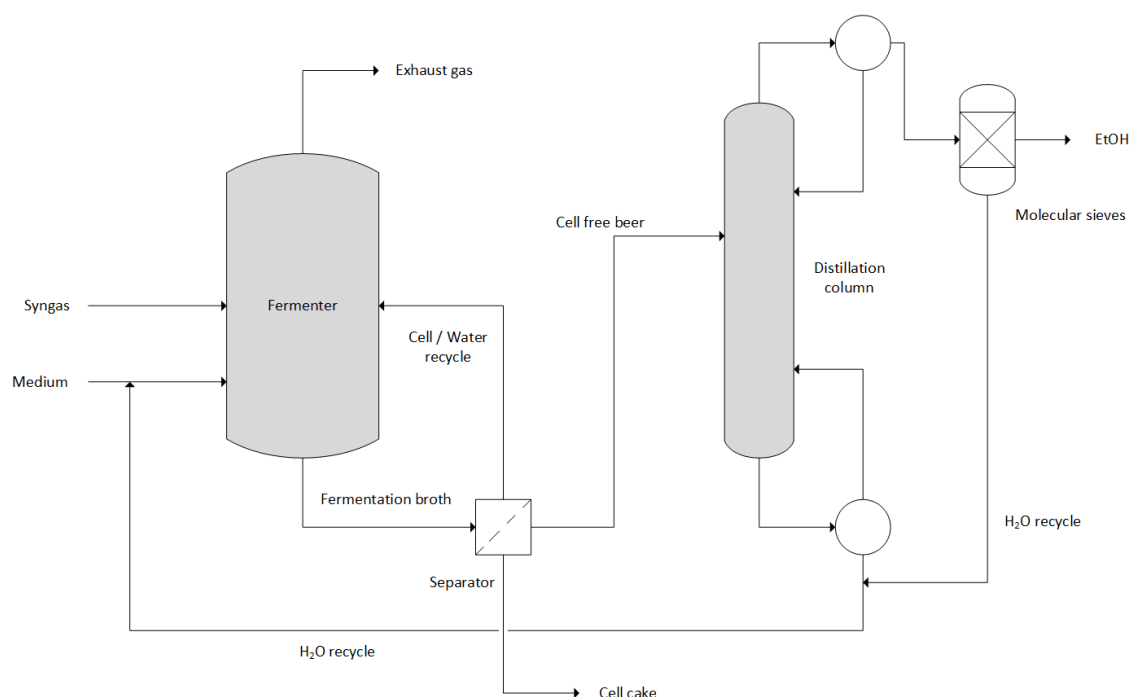 Exhaust gas
EtOH
Molecular sieves
Cell free beer
Distillation
column
Syngas
Fermenter
Cell / Water
recycle
Medium
Fermentation broth
H₂O recycle
Separator
H₂O recycle
Cell cake